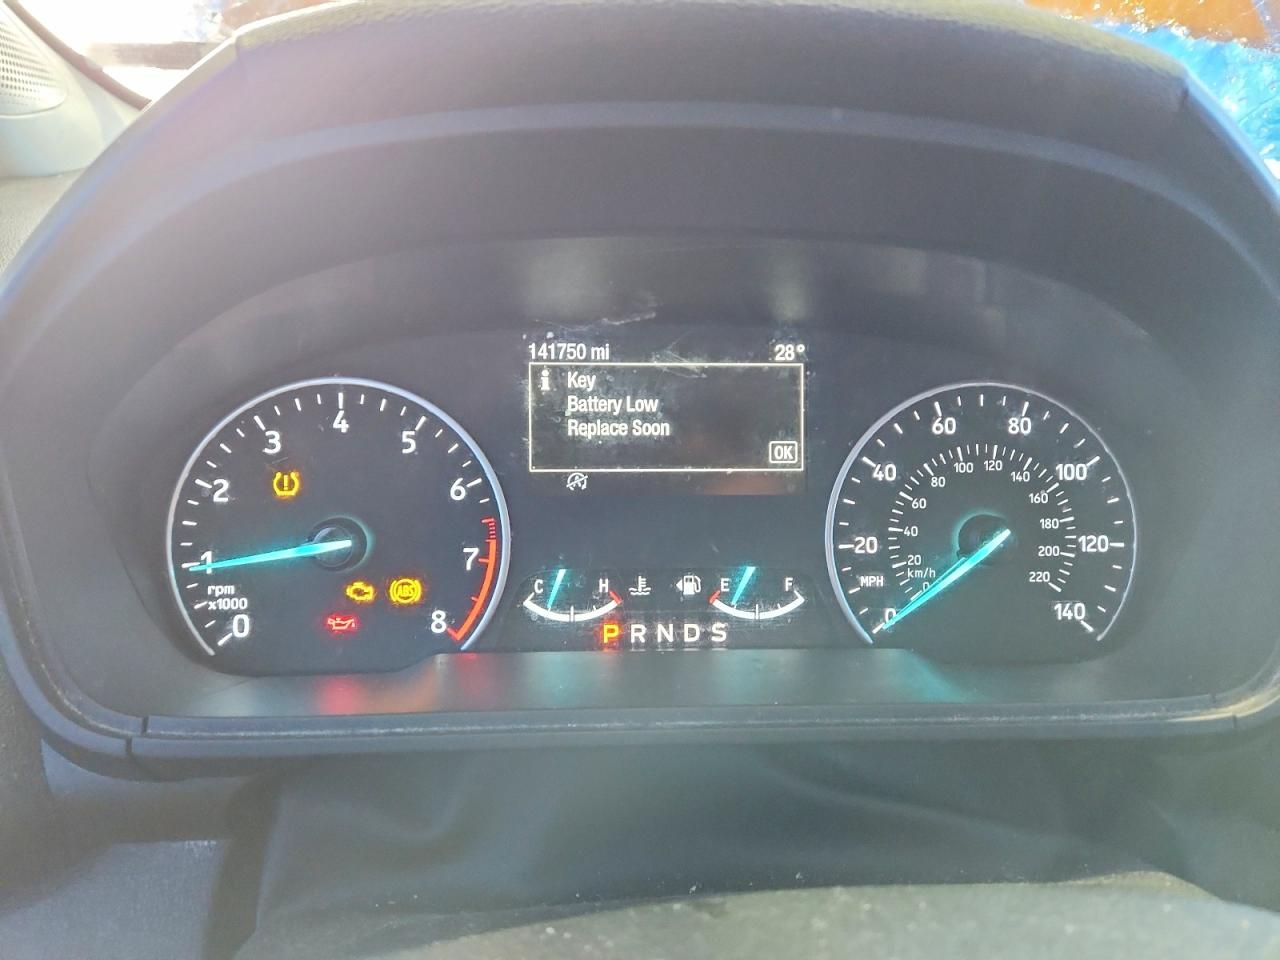 141750 mi 28°
i Key
Battery Low
Replace Soon
OK
A
0 1 2 3 4 5 6 7 8
rpm
x1000
!
ABS
C H
E F
P R N D S
0 20 40 60 80 100 120 140
MPH
0 20 40 60 80 100 120 140 160 180 200 220
km/h